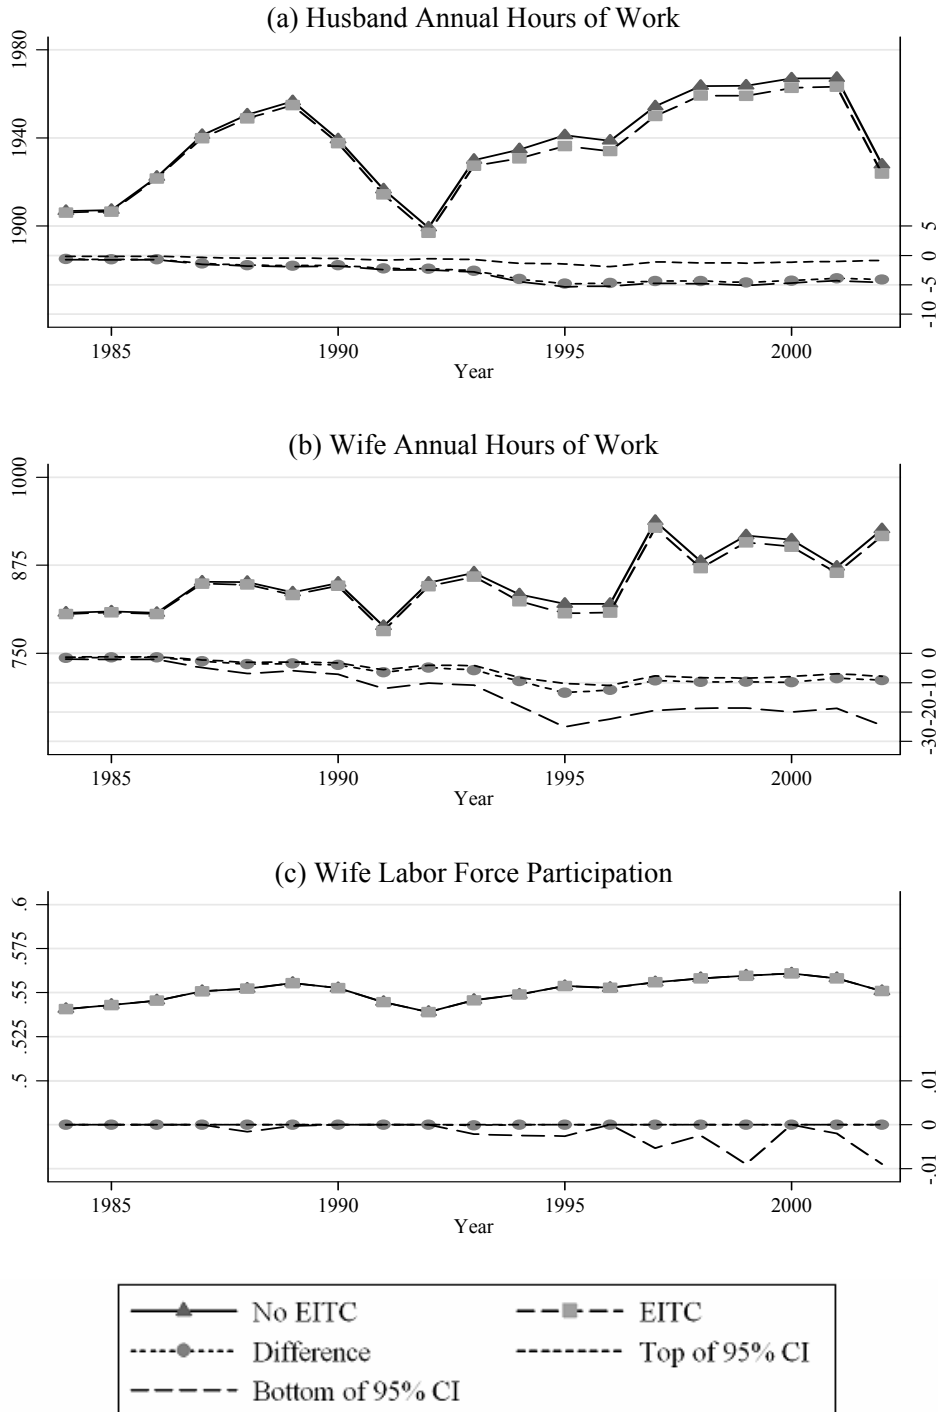 (a) Husband Annual Hours of Work
1980
1940
1900
5
0
-5
-10
1985 1990 1995 2000
Year
(b) Wife Annual Hours of Work
1000
875
750
0
-10
-20
-30
1985 1990 1995 2000
Year
(c) Wife Labor Force Participation
.6
.575
.55
.525
.5
.01
0
-.01
1985 1990 1995 2000
Year
No EITC EITC
Difference Top of 95% CI
Bottom of 95% CI